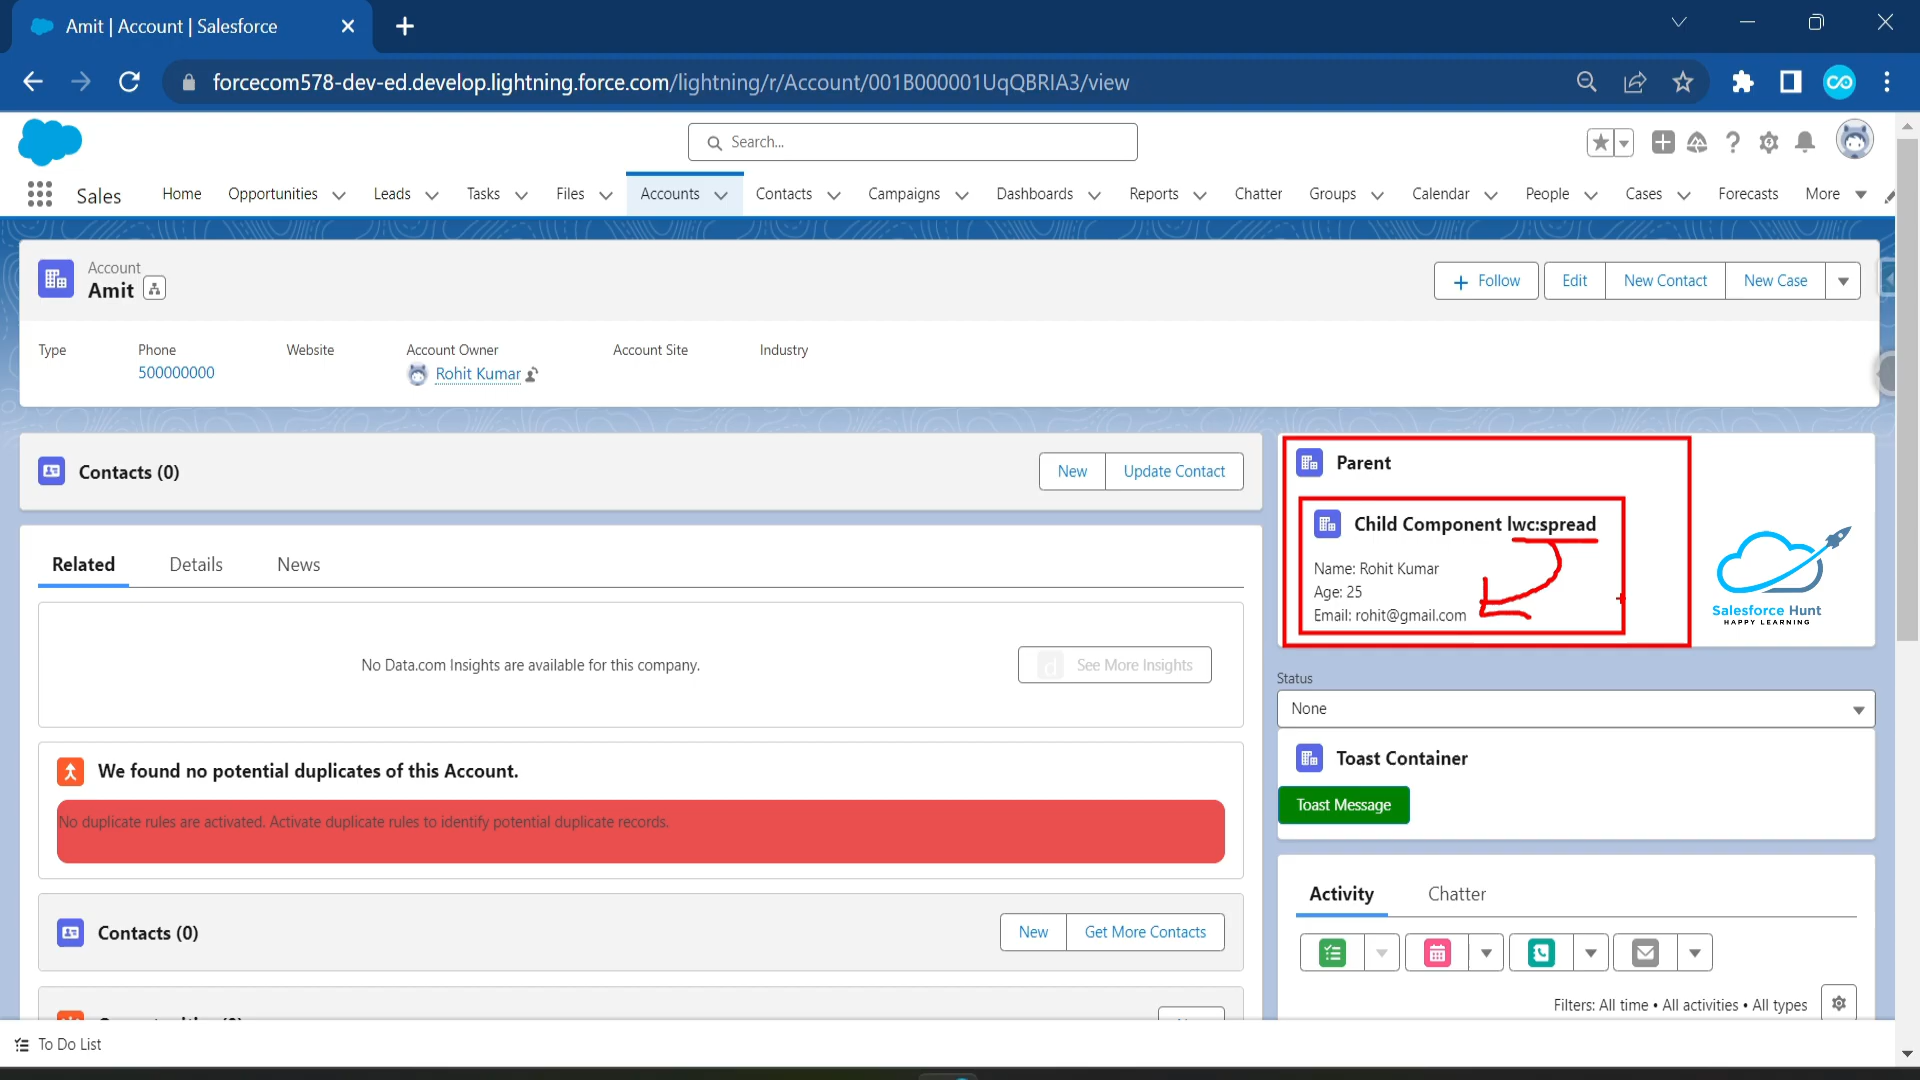 Amit | Account | Salesforce
forcecom578-dev-ed.develop.lightning.force.com/lightning/r/Account/001B000001UqQBRIA3/view
Search...
Sales
Home
Opportunities
Leads
Tasks
Files
Accounts
Contacts
Campaigns
Dashboards
Reports
Chatter
Groups
Calendar
People
Cases
Forecasts
More
Account
Amit
Follow
Edit
New Contact
New Case
Type
Phone
Website
Account Owner
Account Site
Industry
500000000
Rohit Kumar
Contacts (0)
New
Update Contact
Related
Details
News
No Data.com Insights are available for this company.
d
See More Insights
We found no potential duplicates of this Account.
No duplicate rules are activated. Activate duplicate rules to identify potential duplicate records.
Contacts (0)
New
Get More Contacts
Parent
Child Component lwc:spread
Name: Rohit Kumar
Age: 25
Email: rohit@gmail.com
Salesforce Hunt
HAPPY LEARNING
Status
None
Toast Container
Toast Message
Activity
Chatter
Filters: All time • All activities • All types
To Do List